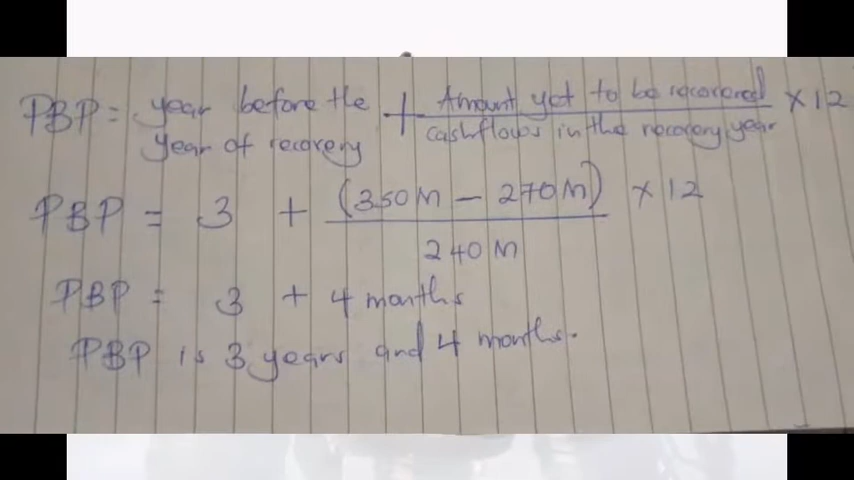 PBP = year before the year of recovery + Amount yet to be recovered / cashflows in the recovery year × 12
PBP = 3 + (350M - 270M) / 240M × 12
PBP = 3 + 4 months
PBP is 3 years and 4 months.